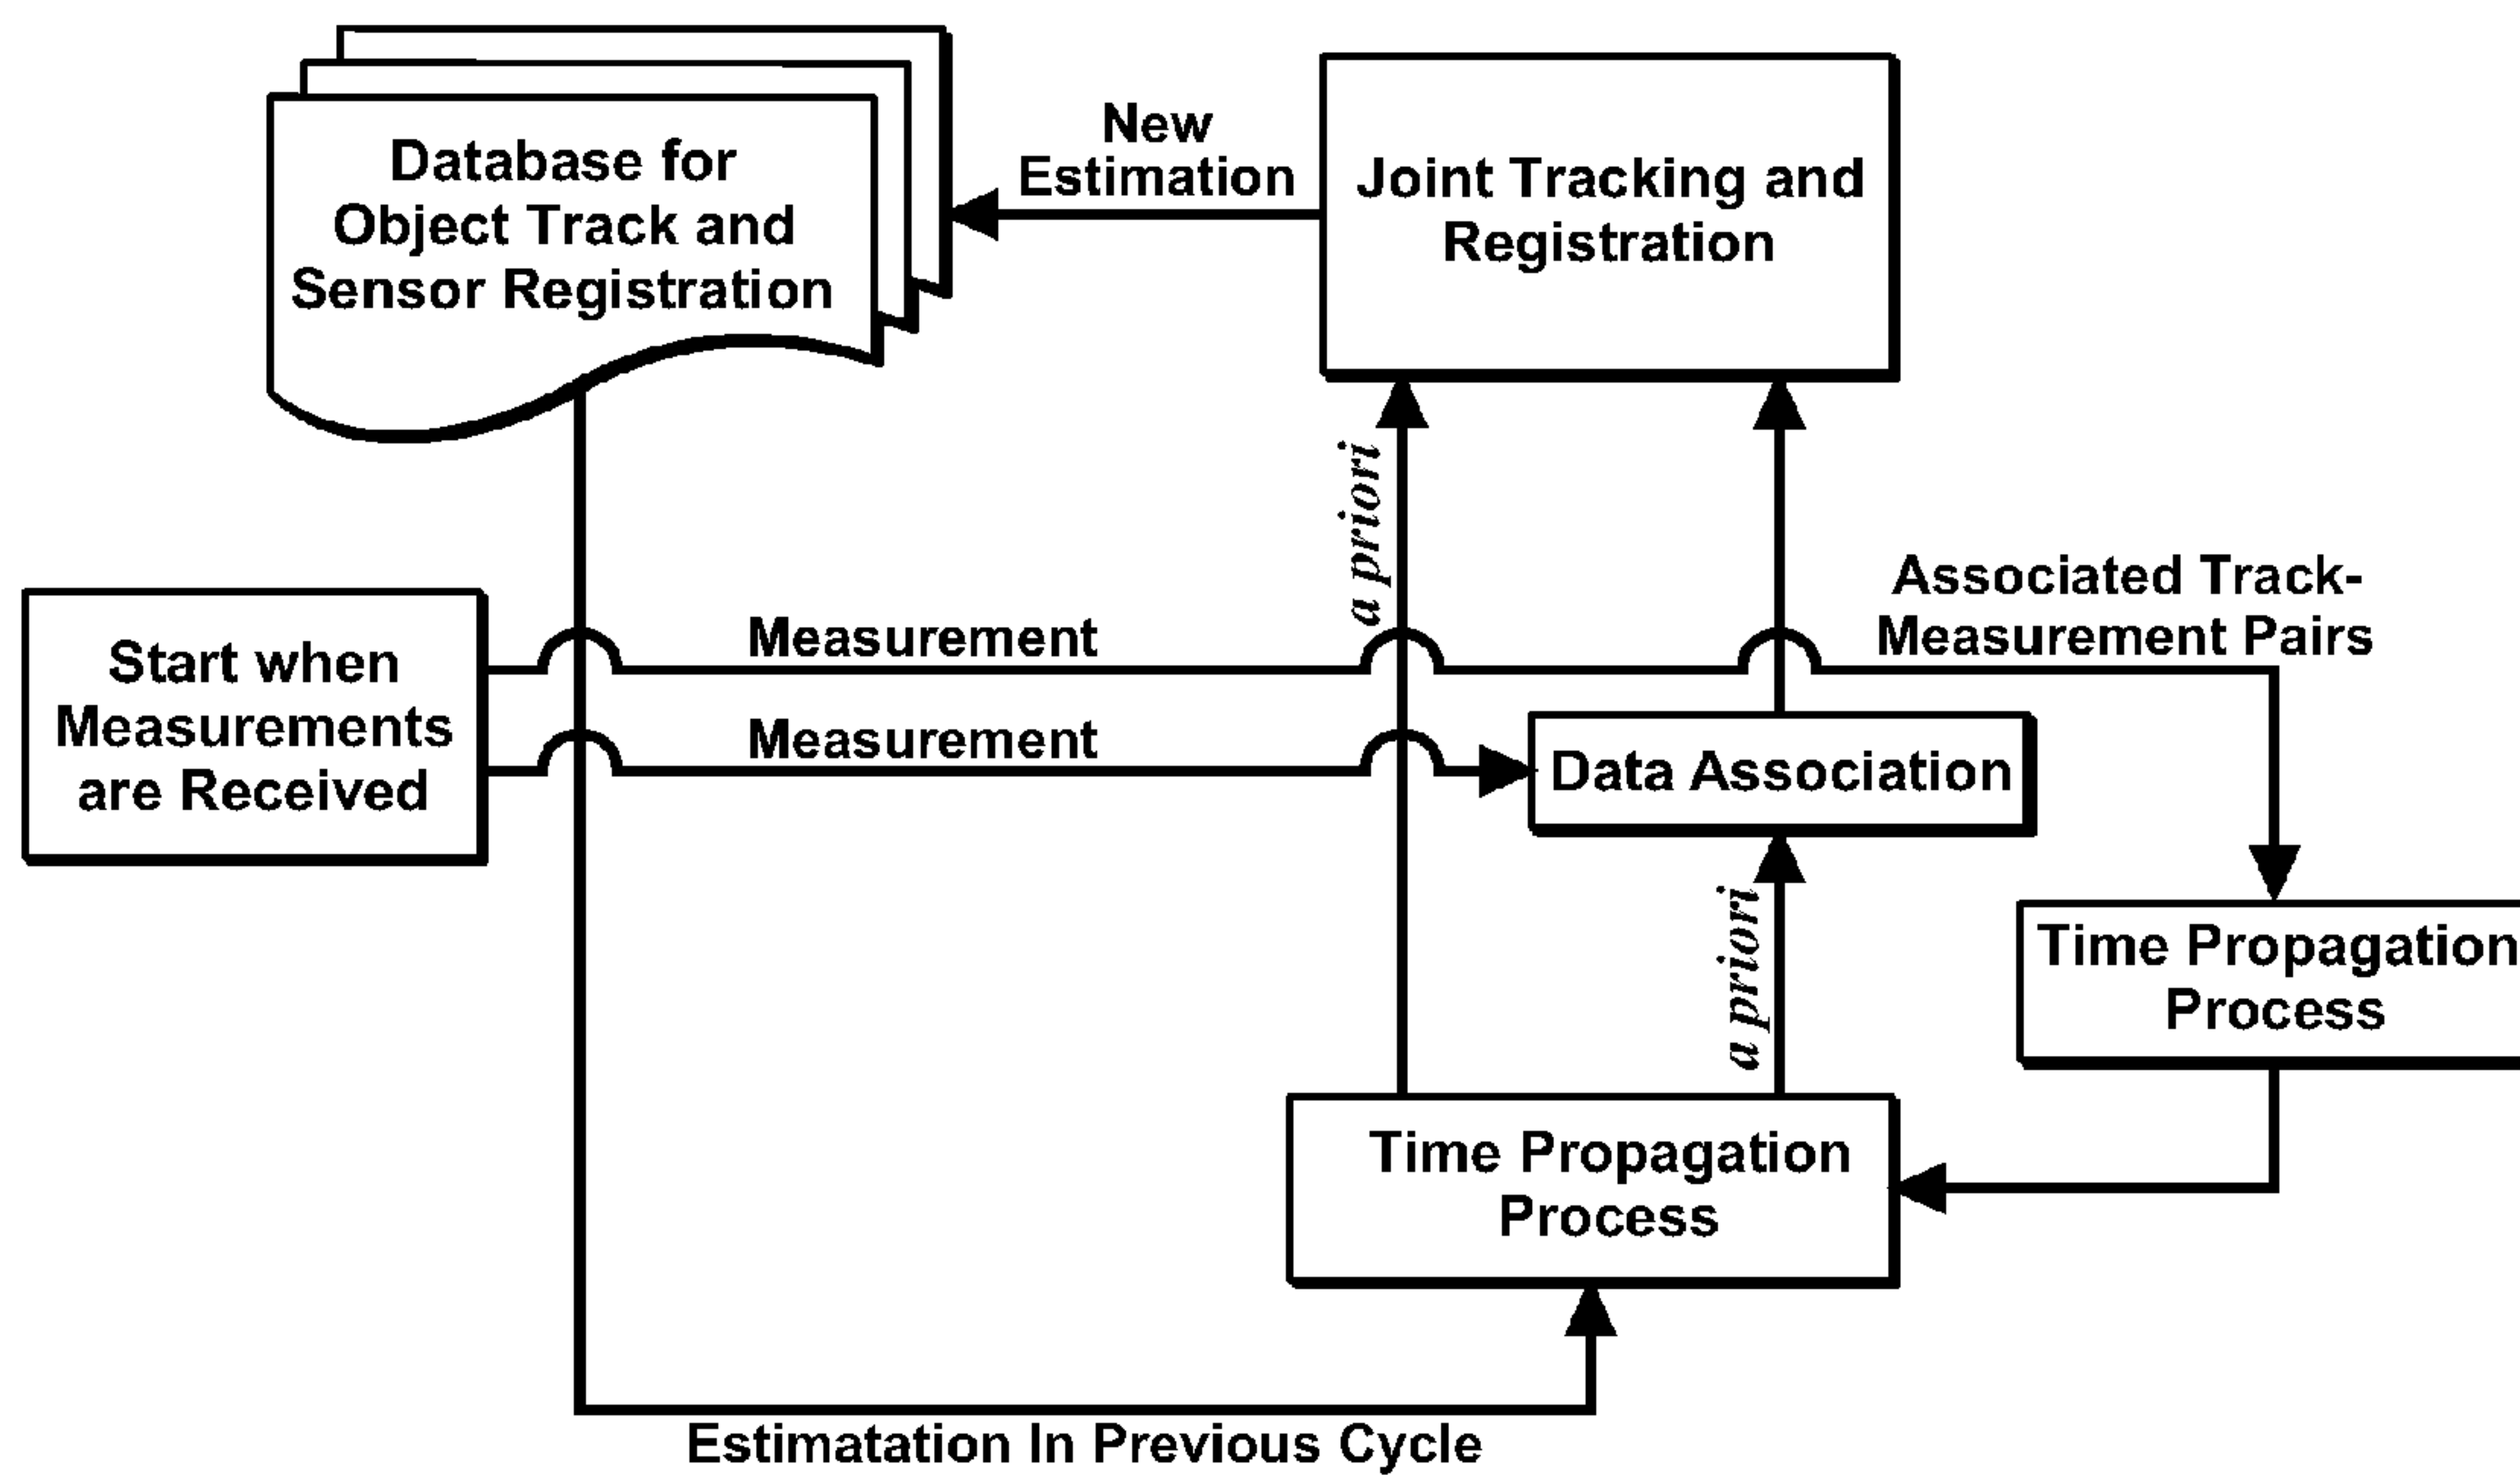 Database for
Object Track and
Sensor Registration
New
Estimation
Joint Tracking and
Registration
a priori
Associated Track-
Measurement Pairs
Start when
Measurements
are Received
Measurement
Measurement
Data Association
a priori
Time Propagation
Process
Time Propagation
Process
Estimatation In Previous Cycle